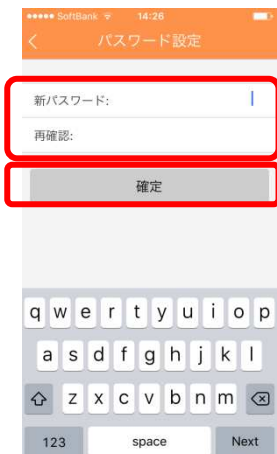 SoftBank 14:26
パスワード設定
新パスワード:
再確認:
確定
q w e r t y u i o p
a s d f g h j k l
z x c v b n m
123 space Next